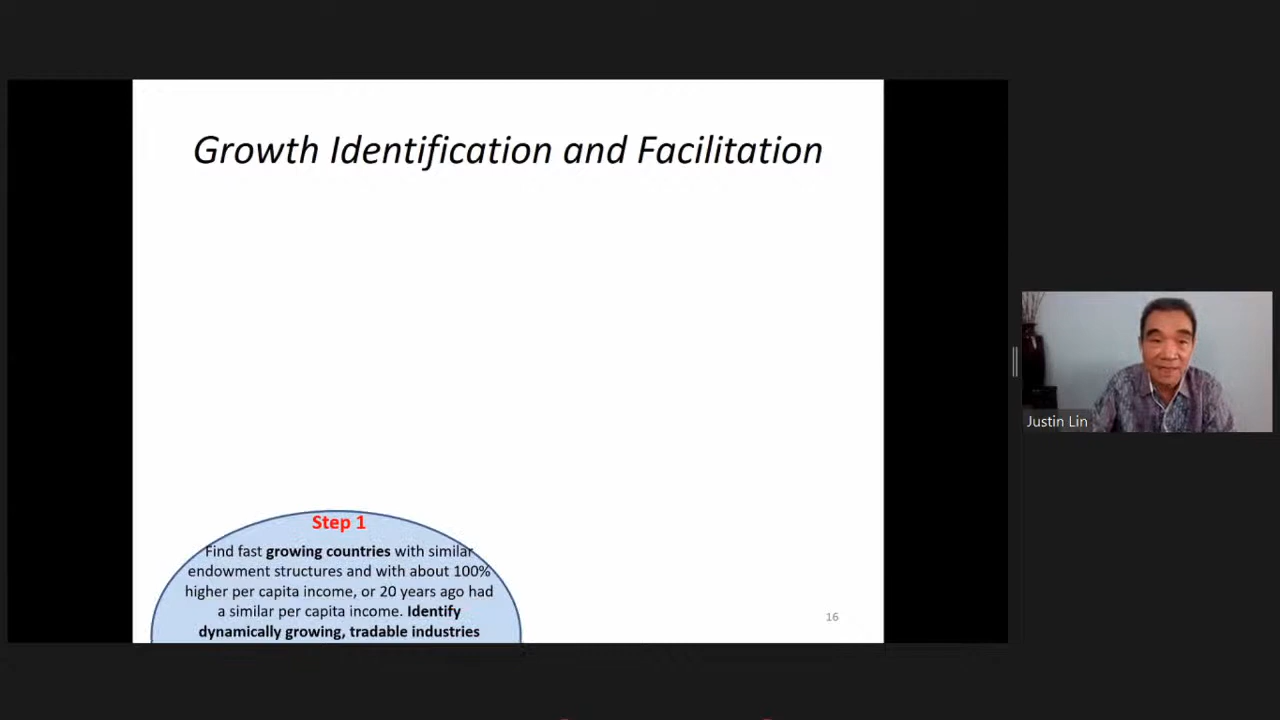 Growth Identification and Facilitation
Step 1
Find fast growing countries with similar
endowment structures and with about 100%
higher per capita income, or 20 years ago had
a similar per capita income. Identify
dynamically growing, tradable industries
16
Justin Lin